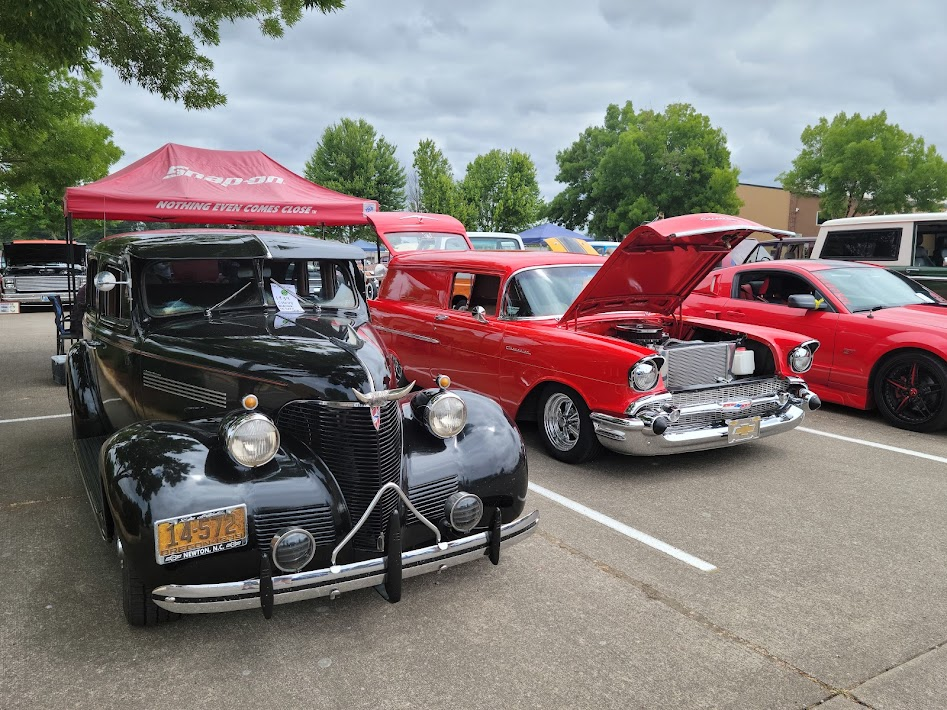 Snap-on
NOTHING EVEN COMES CLOSE
14-572
NEWTON, N.C.